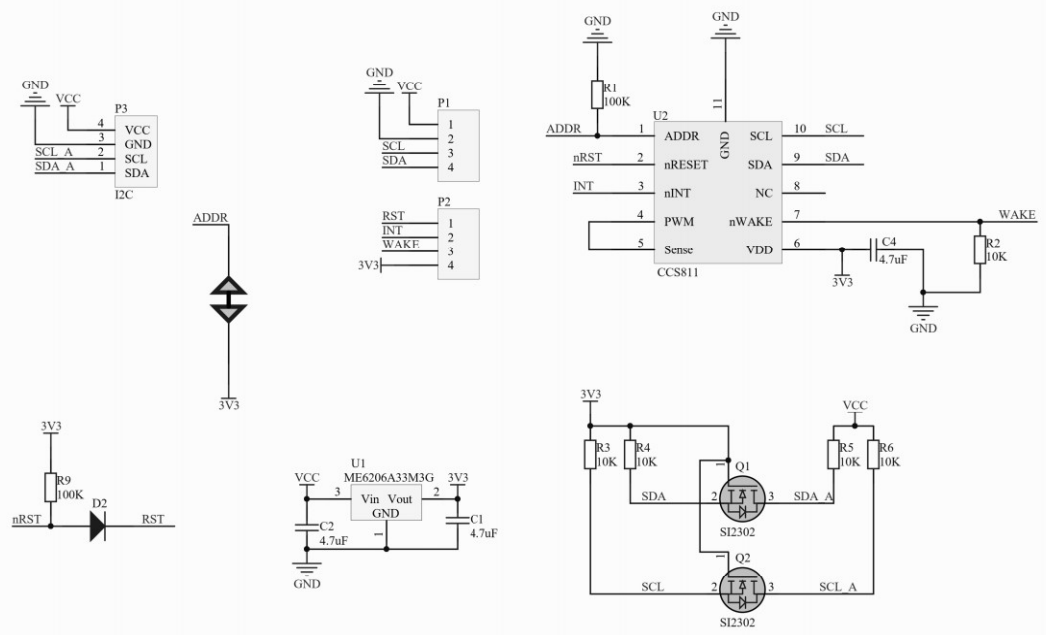 GND
VCC
P3
4 VCC
3 GND
SCL_A 2 SCL
SDA_A 1 SDA
I2C
GND
VCC
P1
1
2
SCL 3
SDA 4
P2
RST 1
INT 2
WAKE 3
3V3 4
GND
GND
R1
100K
11
U2
ADDR 1 ADDR GND SCL 10 SCL
nRST 2 nRESET SDA 9 SDA
INT 3 nINT NC 8
4 PWM nWAKE 7 WAKE
5 Sense VDD 6
CCS811
C4
4.7uF
R2
10K
3V3
GND
ADDR
3V3
3V3
R9
100K
D2
nRST RST
U1
VCC ME6206A33M3G 3V3
3 Vin Vout 2
GND
1
C2
4.7uF
C1
4.7uF
GND
3V3
VCC
R3
10K
R4
10K
R5
10K
R6
10K
1 Q1
SDA 2 3 SDA_A
SI2302
1 Q2
SCL 2 3 SCL_A
SI2302